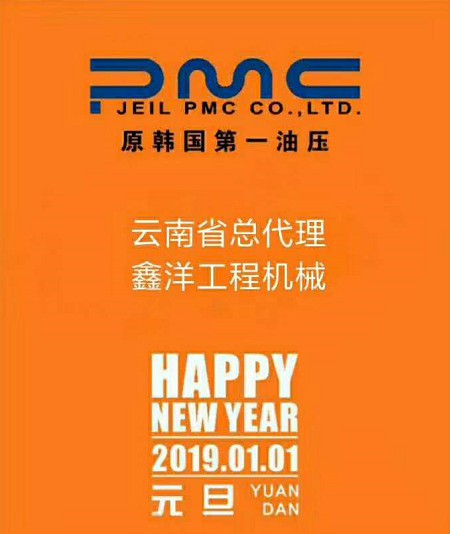 PMC
JEIL PMC CO.,LTD.
原韩国第一油压
云南省总代理
鑫洋工程机械
HAPPY
NEW YEAR
2019.01.01
元旦 YUAN
DAN